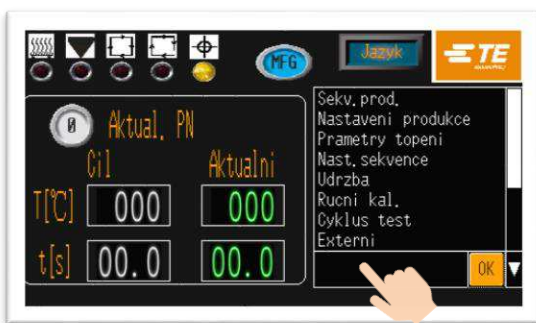 MFG
Jazyk
TE
0
Aktual. PN
Cil
Aktualni
T[℃]
000
000
t[s]
00.0
00.0
Sekv.prod.
Nastaveni produkce
Prametry topeni
Nast.sekvence
Udrzba
Rucni kal.
Cyklus test
Externi
OK